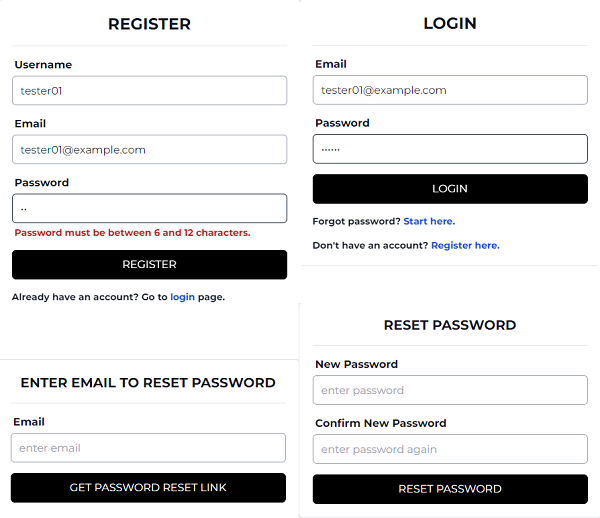 REGISTER
Username
tester01
Email
tester01@example.com
Password
••
Password must be between 6 and 12 characters.
REGISTER
Already have an account? Go to login page.
LOGIN
Email
tester01@example.com
Password
••••••
LOGIN
Forgot password? Start here.
Don't have an account? Register here.
ENTER EMAIL TO RESET PASSWORD
Email
enter email
GET PASSWORD RESET LINK
RESET PASSWORD
New Password
enter password
Confirm New Password
enter password again
RESET PASSWORD